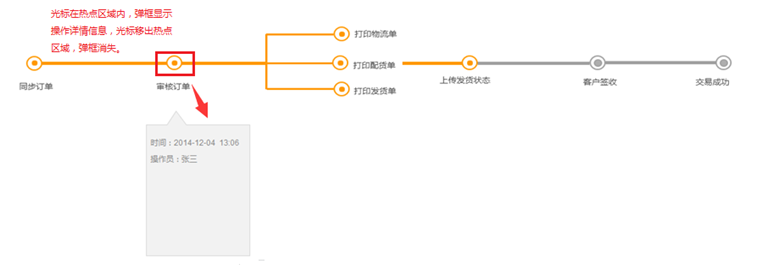 光标在热点区域内，弹框显示
操作详情信息，光标移出热点
区域，弹框消失。
打印物流单
打印配货单
打印发货单
同步订单
审核订单
上传发货状态
客户签收
交易成功
时间：2014-12-04 13:06
操作员：张三